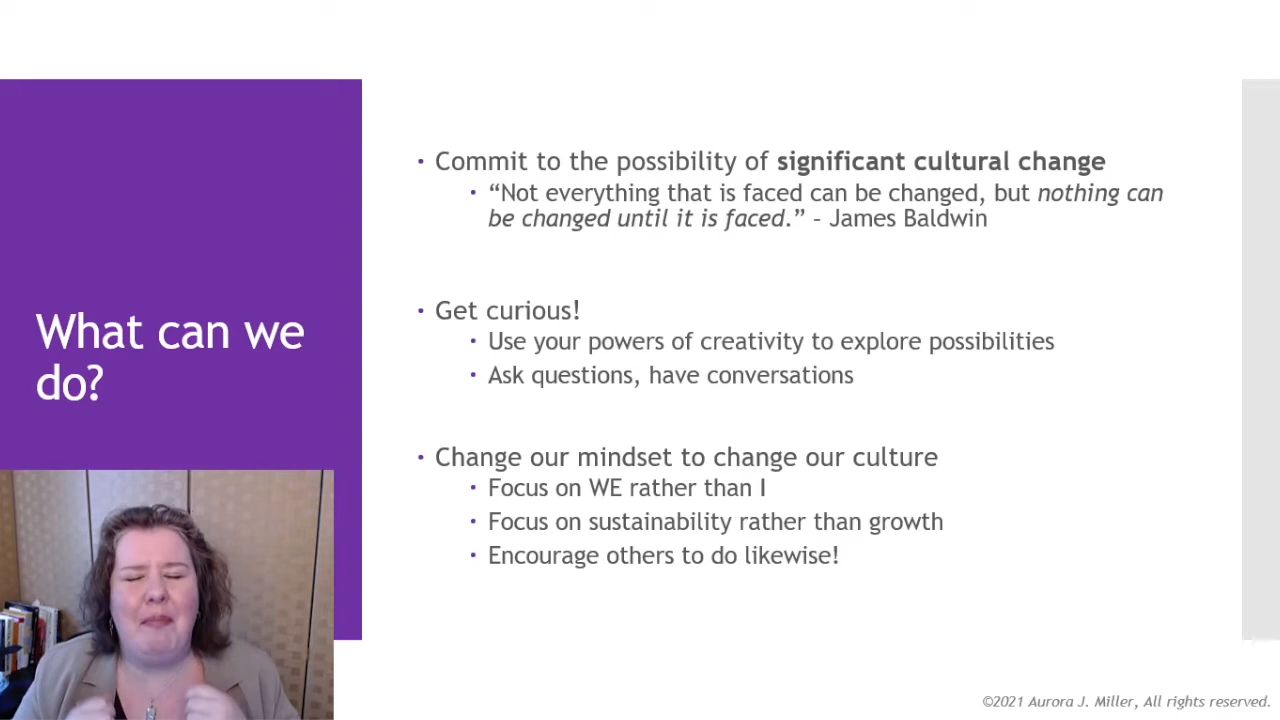 What can we
do?
• Commit to the possibility of significant cultural change
• “Not everything that is faced can be changed, but nothing can
be changed until it is faced.” – James Baldwin
• Get curious!
• Use your powers of creativity to explore possibilities
• Ask questions, have conversations
• Change our mindset to change our culture
• Focus on WE rather than I
• Focus on sustainability rather than growth
• Encourage others to do likewise!
©2021 Aurora J. Miller, All rights reserved.